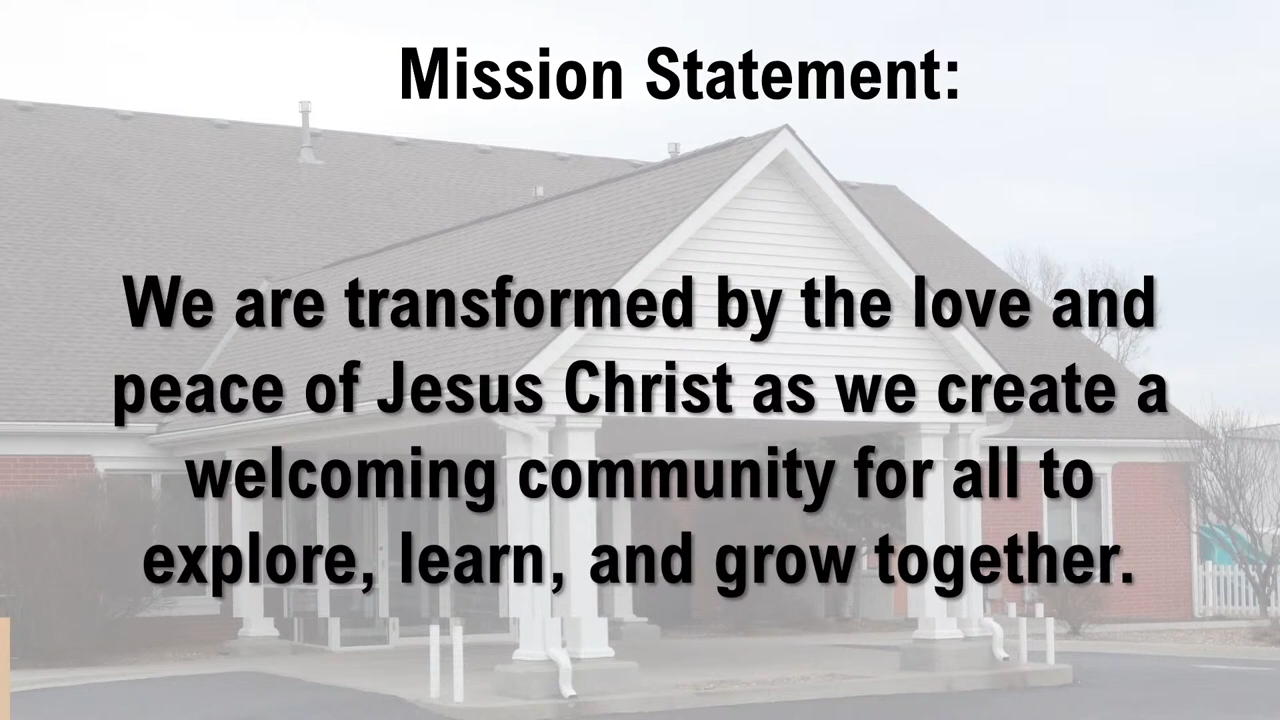 Mission Statement:
We are transformed by the love and
peace of Jesus Christ as we create a
welcoming community for all to
explore, learn, and grow together.